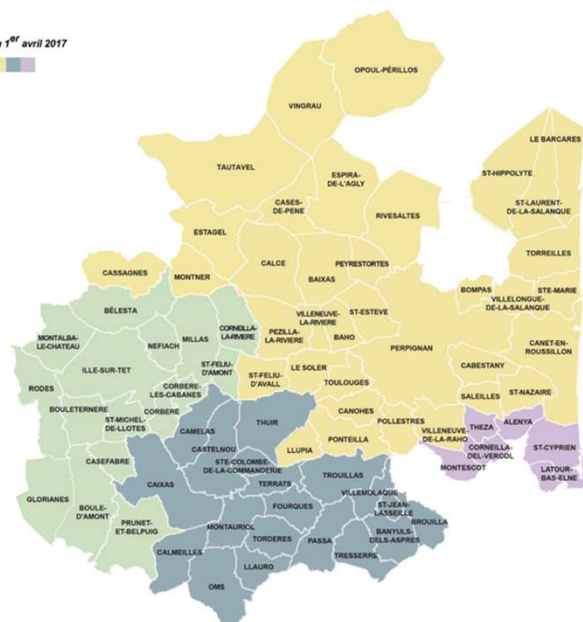 1er avril 2017
OPOUL-PÉRILLOS
VINGRAU
LE BARCARES
TAUTAVEL
ESPIRA-
DE-L'AGLY
ST-HIPPOLYTE
CASES-
DE-PENE
RIVESALTES
ST-LAURENT-
DE-LA-SALANQUE
ESTAGEL
TORREILLES
CASSAGNES
MONTNER
CALCE
BAIXAS
PEYRESTORTES
BOMPAS
STE-MARIE
VILLELONGUE-
DE-LA-SALANQUE
BÉLESTA
CORNEILLA-
LA-RIVIERE
PEZILLA-
LA-RIVIERE
VILLENEUVE-
LA-RIVIERE
ST-ESTEVE
BAHO
PERPIGNAN
CANET-EN-
ROUSSILLON
MONTALBA-
LE-CHATEAU
NEFIACH
MILLAS
ILLE-SUR-TET
ST-FELIU-
D'AMONT
ST-FELIU-
D'AVALL
LE SOLER
TOULOUGES
CABESTANY
RODES
CORBERE-
LES-CABANES
SALEILLES
ST-NAZAIRE
BOULETERNERE
ST-MICHEL-
DE-LLOTES
CORBERE
CAMELAS
THUIR
CANOHES
POLLESTRES
VILLENEUVE-
DE-LA-RAHO
THEZA
ALENYA
CASTELNOU
LLUPIA
PONTEILLA
CORNEILLA-
DEL-VERCOL
ST-CYPRIEN
CASEFABRE
STE-COLOMBE-
DE-LA-COMMANDERIE
MONTESCOT
LATOUR-
BAS-ELNE
CAIXAS
TERRATS
TROUILLAS
VILLEMOLAQUE
GLORIANES
BOULE-
D'AMONT
PRUNET-
ET-BELPUIG
FOURQUES
ST-JEAN-
LASSEILLE
BROUILLA
MONTAURIOL
BANYULS-
DELS-ASPRES
CALMEILLES
TORDERES
PASSA
TRESSERRE
LLAURO
OMS